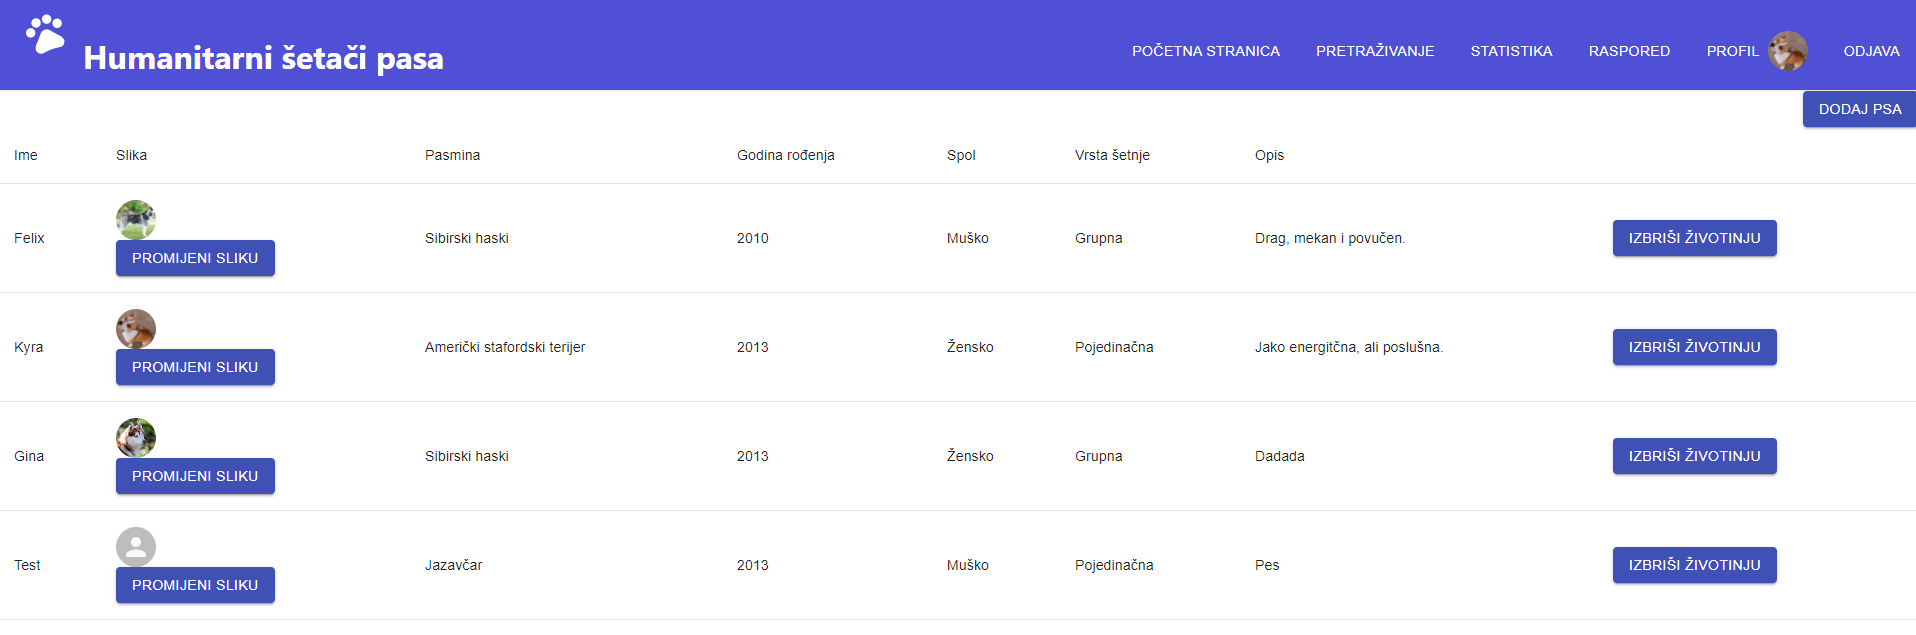 Humanitarni šetači pasa
POČETNA STRANICA PRETRAŽIVANJE STATISTIKA RASPORED PROFIL ODJAVA
DODAJ PSA
Ime Slika Pasmina Godina rođenja Spol Vrsta šetnje Opis
Felix PROMIJENI SLIKU Sibirski haski 2010 Muško Grupna Drag, mekan i povučen. IZBRIŠI ŽIVOTINJU
Kyra PROMIJENI SLIKU Američki stafordski terijer 2013 Žensko Pojedinačna Jako energitčna, ali poslušna. IZBRIŠI ŽIVOTINJU
Gina PROMIJENI SLIKU Sibirski haski 2013 Žensko Grupna Dadada IZBRIŠI ŽIVOTINJU
Test PROMIJENI SLIKU Jazavčar 2013 Muško Pojedinačna Pes IZBRIŠI ŽIVOTINJU